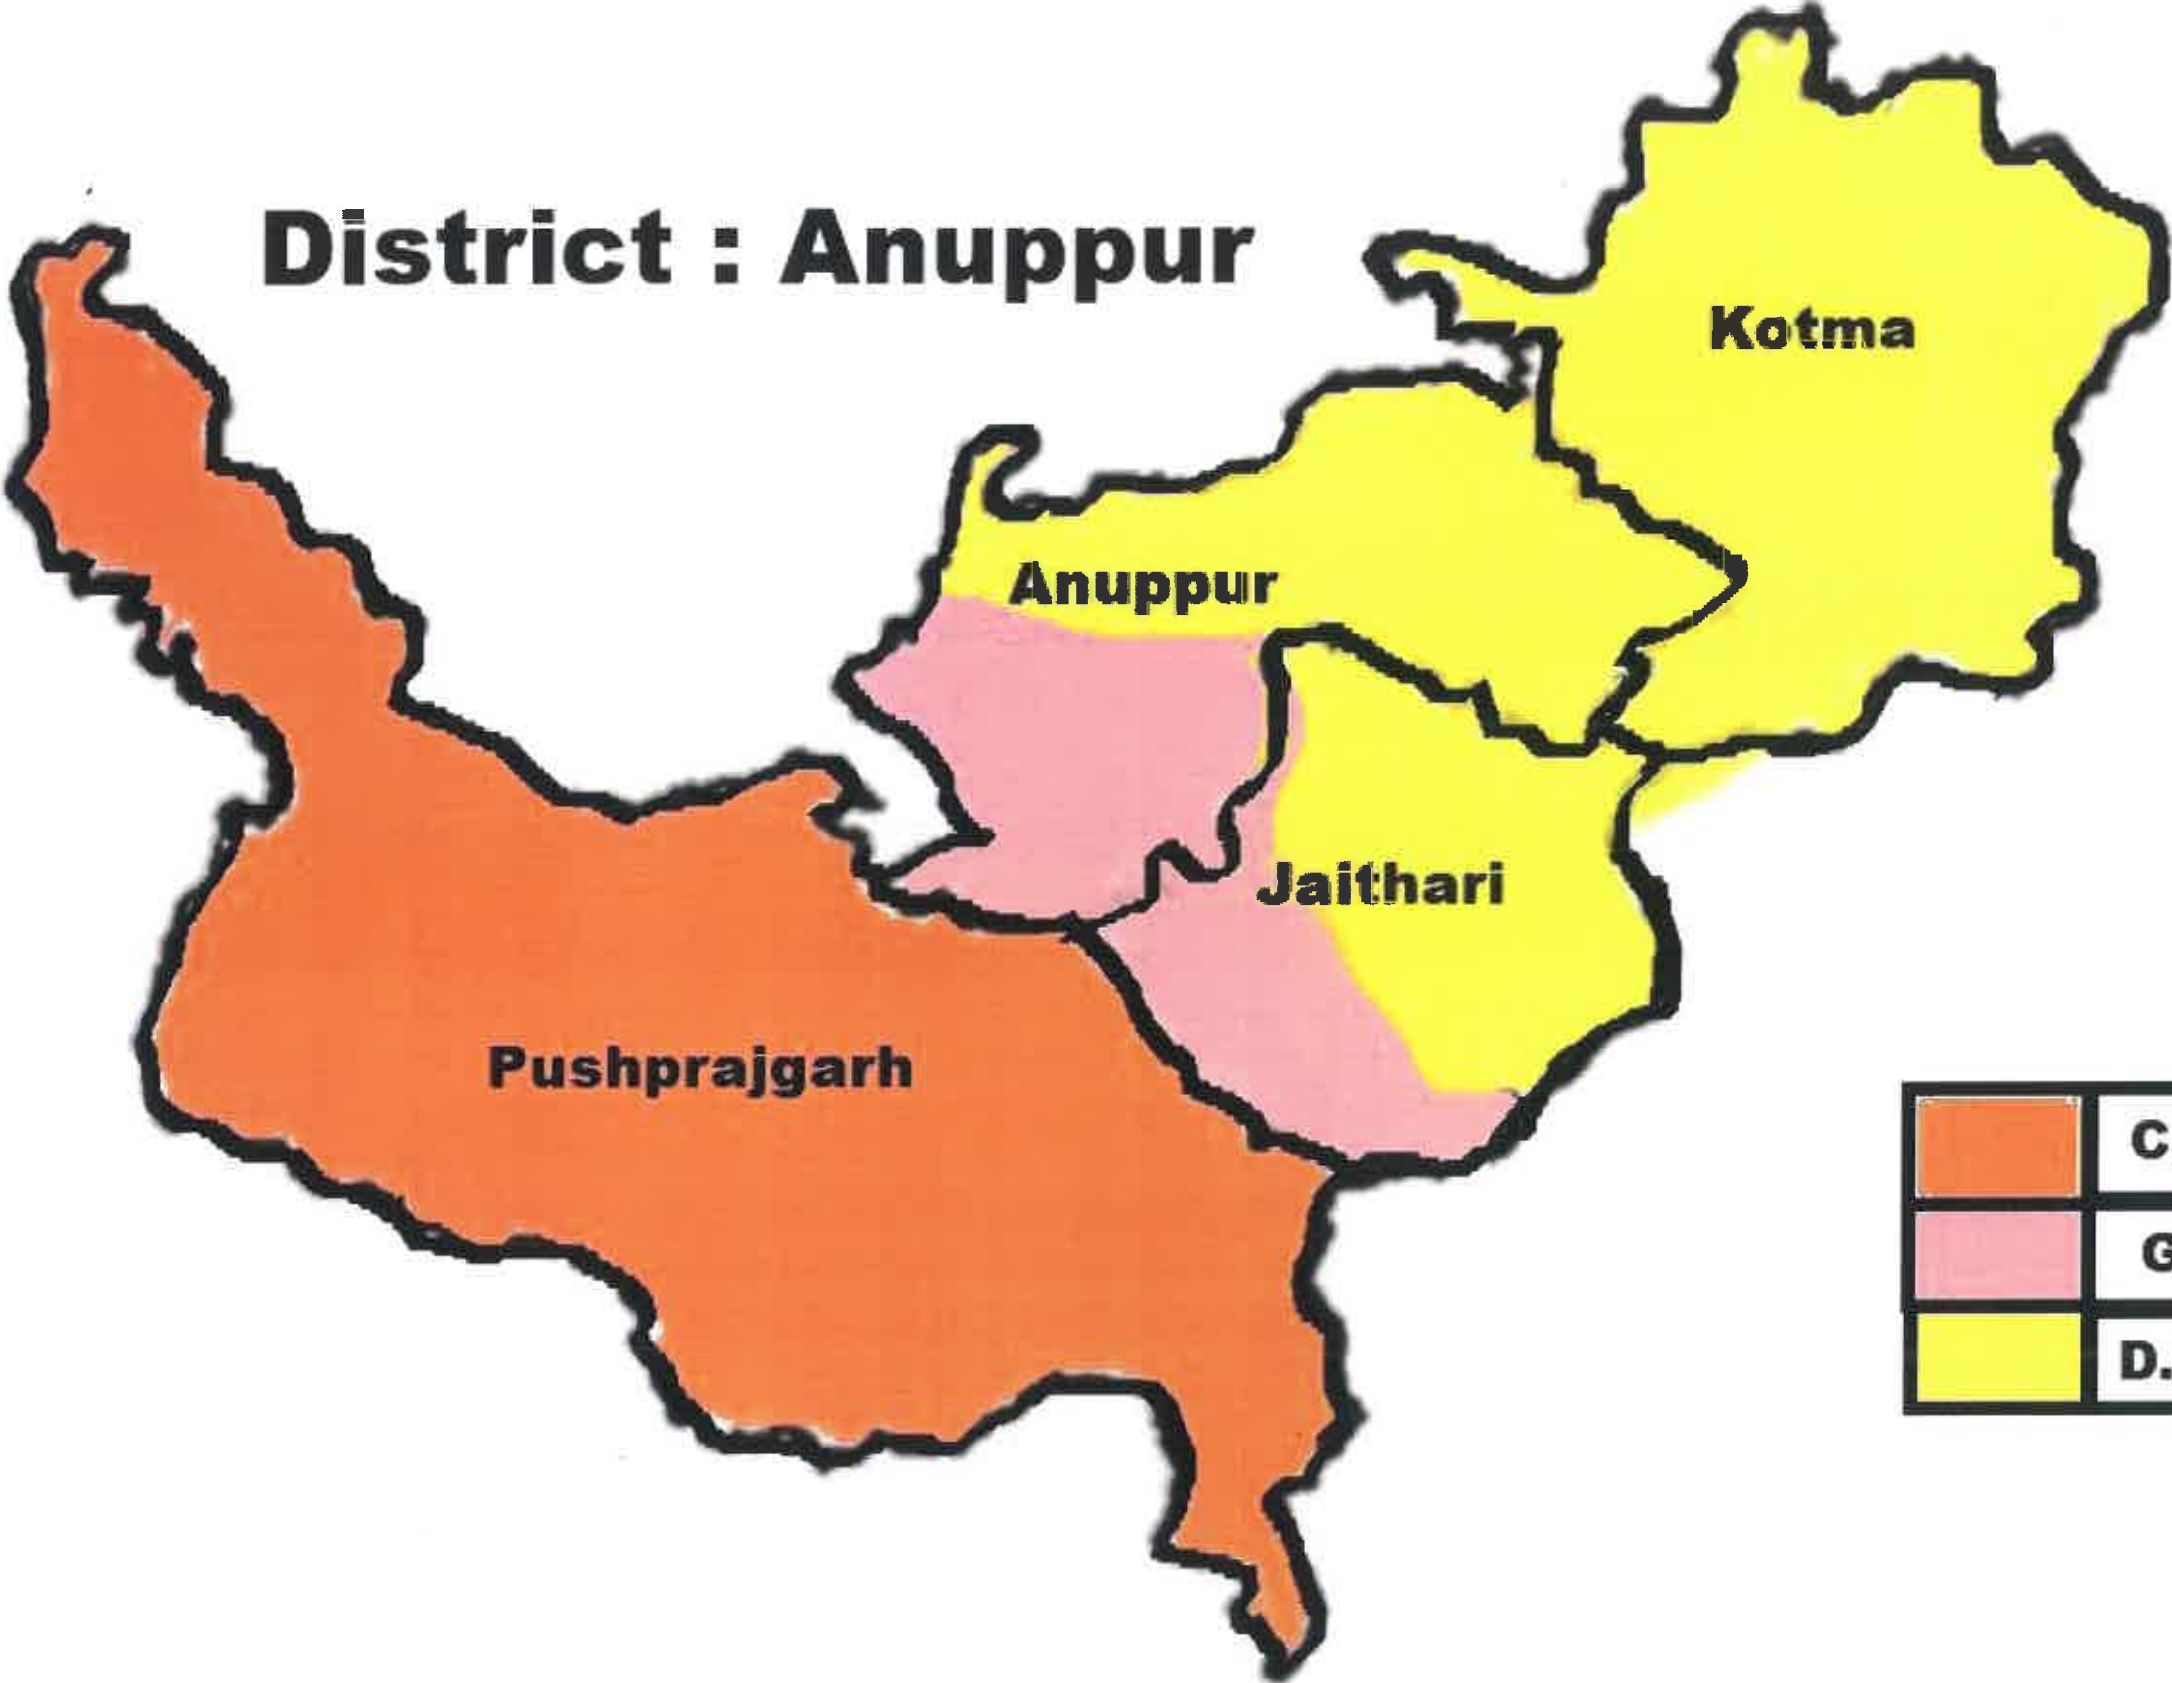 District : Anuppur
Kotma
Anuppur
Jaithari
Pushprajgarh
C
G
D.